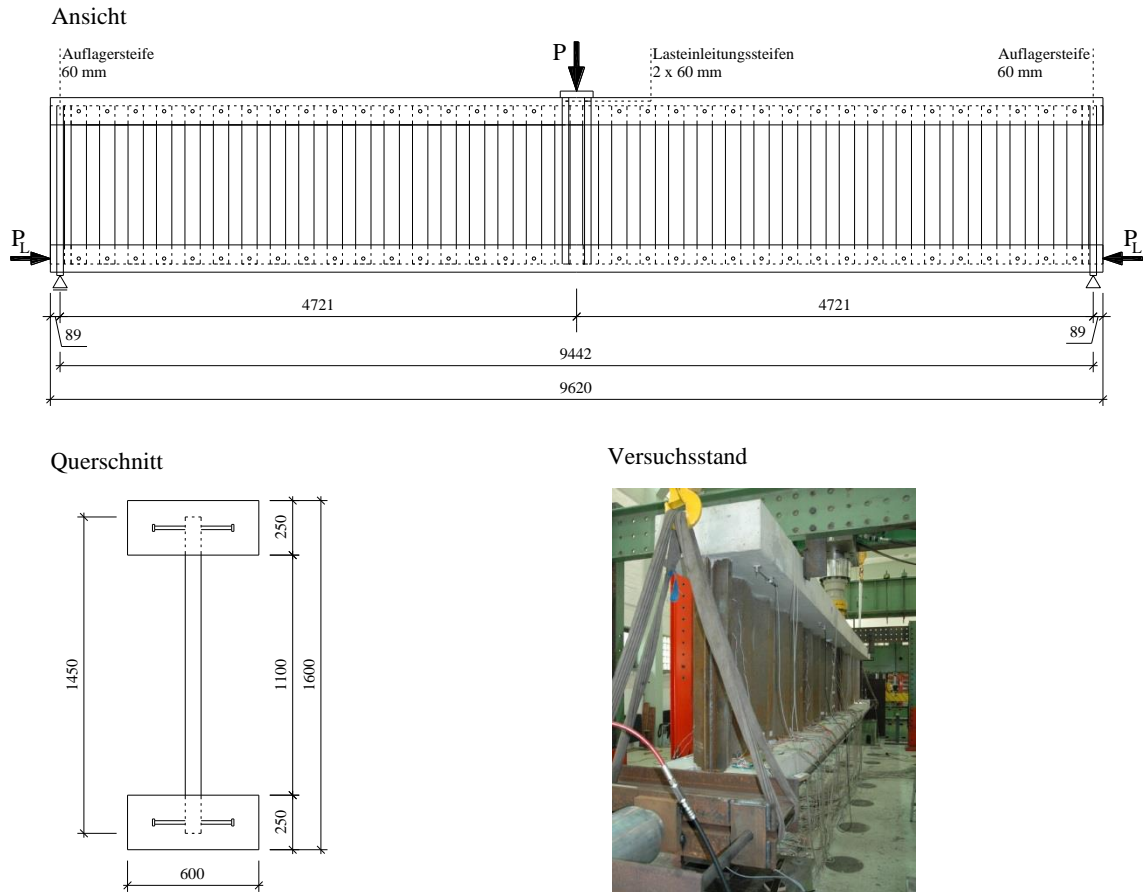 Ansicht
Auflagersteife
60 mm
P
Lasteinleitungssteifen
2 x 60 mm
Auflagersteife
60 mm
P_L
P_L
4721
4721
89
89
9442
9620
Querschnitt
Versuchsstand
250
1450
1100
1600
250
600